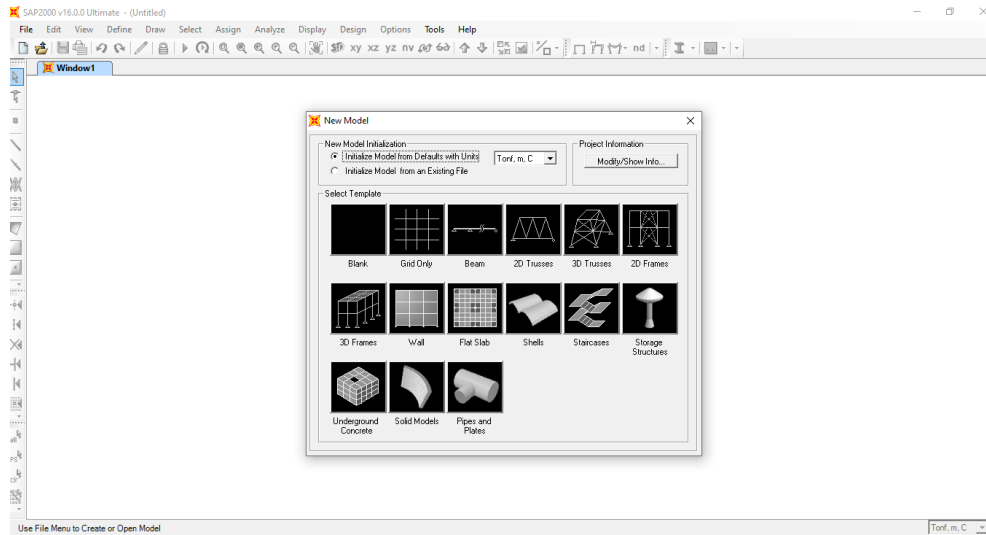 SAP2000 v16.0.0 Ultimate - (Untitled)
File Edit View Define Draw Select Assign Analyze Display Design Options Tools Help
3D xy xz yz nv nd
Window1
New Model
New Model Initialization
Project Information
Initialize Model from Defaults with Units
Tonf, m, C
Modify/Show Info...
Initialize Model from an Existing File
Select Template
Blank Grid Only Beam 2D Trusses 3D Trusses 2D Frames
3D Frames Wall Flat Slab Shells Staircases Storage Structures
Underground Concrete Solid Models Pipes and Plates
all
PS
clr
Use File Menu to Create or Open Model
Tonf, m, C